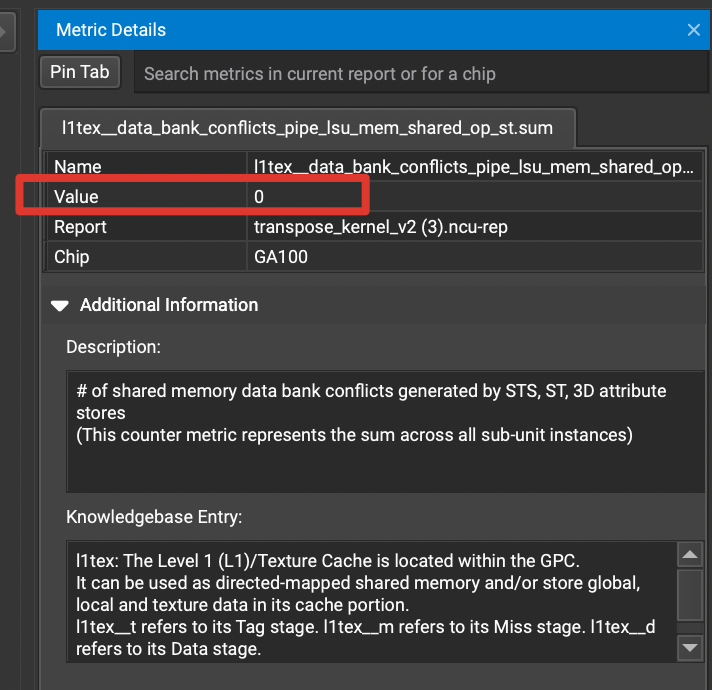 Metric Details
Pin Tab
Search metrics in current report or for a chip
l1tex__data_bank_conflicts_pipe_lsu_mem_shared_op_st.sum
Name l1tex__data_bank_conflicts_pipe_lsu_mem_shared_op...
Value 0
Report transpose_kernel_v2 (3).ncu-rep
Chip GA100
Additional Information
Description:
# of shared memory data bank conflicts generated by STS, ST, 3D attribute
stores
(This counter metric represents the sum across all sub-unit instances)
Knowledgebase Entry:
l1tex: The Level 1 (L1)/Texture Cache is located within the GPC.
It can be used as directed-mapped shared memory and/or store global,
local and texture data in its cache portion.
l1tex__t refers to its Tag stage. l1tex__m refers to its Miss stage. l1tex__d
refers to its Data stage.